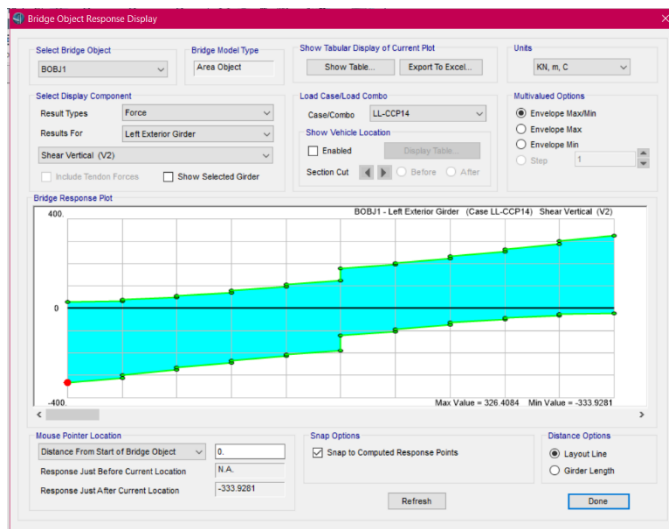 Bridge Object Response Display
Select Bridge Object
BOBJ1
Bridge Model Type
Area Object
Show Tabular Display of Current Plot
Show Table...
Export To Excel...
Units
KN, m, C
Select Display Component
Result Types
Force
Results For
Left Exterior Girder
Shear Vertical (V2)
Include Tendon Forces
Show Selected Girder
Load Case/Load Combo
Case/Combo
LL-CCP14
Show Vehicle Location
Enabled
Display Table...
Section Cut
Before
After
Multivalued Options
Envelope Max/Min
Envelope Max
Envelope Min
Step
1
Bridge Response Plot
400.
BOBJ1 - Left Exterior Girder (Case LL-CCP14) Shear Vertical (V2)
0
-400.
Max Value = 326.4084 Min Value = -333.9281
Mouse Pointer Location
Distance From Start of Bridge Object
0.
Response Just Before Current Location
N.A.
Response Just After Current Location
-333.9281
Snap Options
Snap to Computed Response Points
Refresh
Distance Options
Layout Line
Girder Length
Done